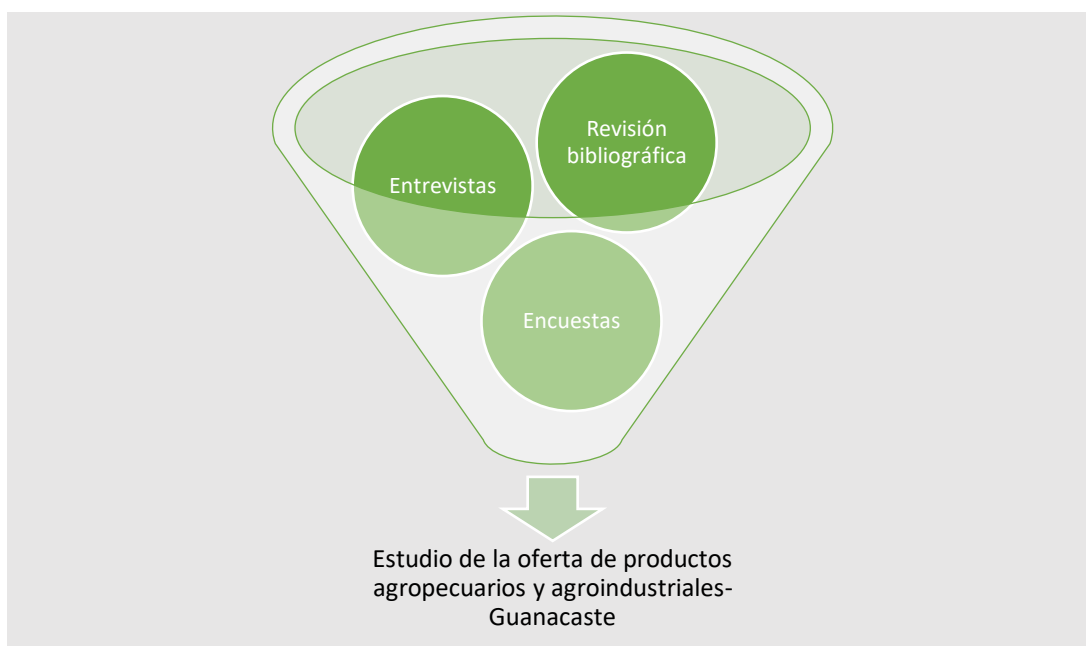 Revisión
bibliográfica
Entrevistas
Encuestas
Estudio de la oferta de productos
agropecuarios y agroindustriales-
Guanacaste